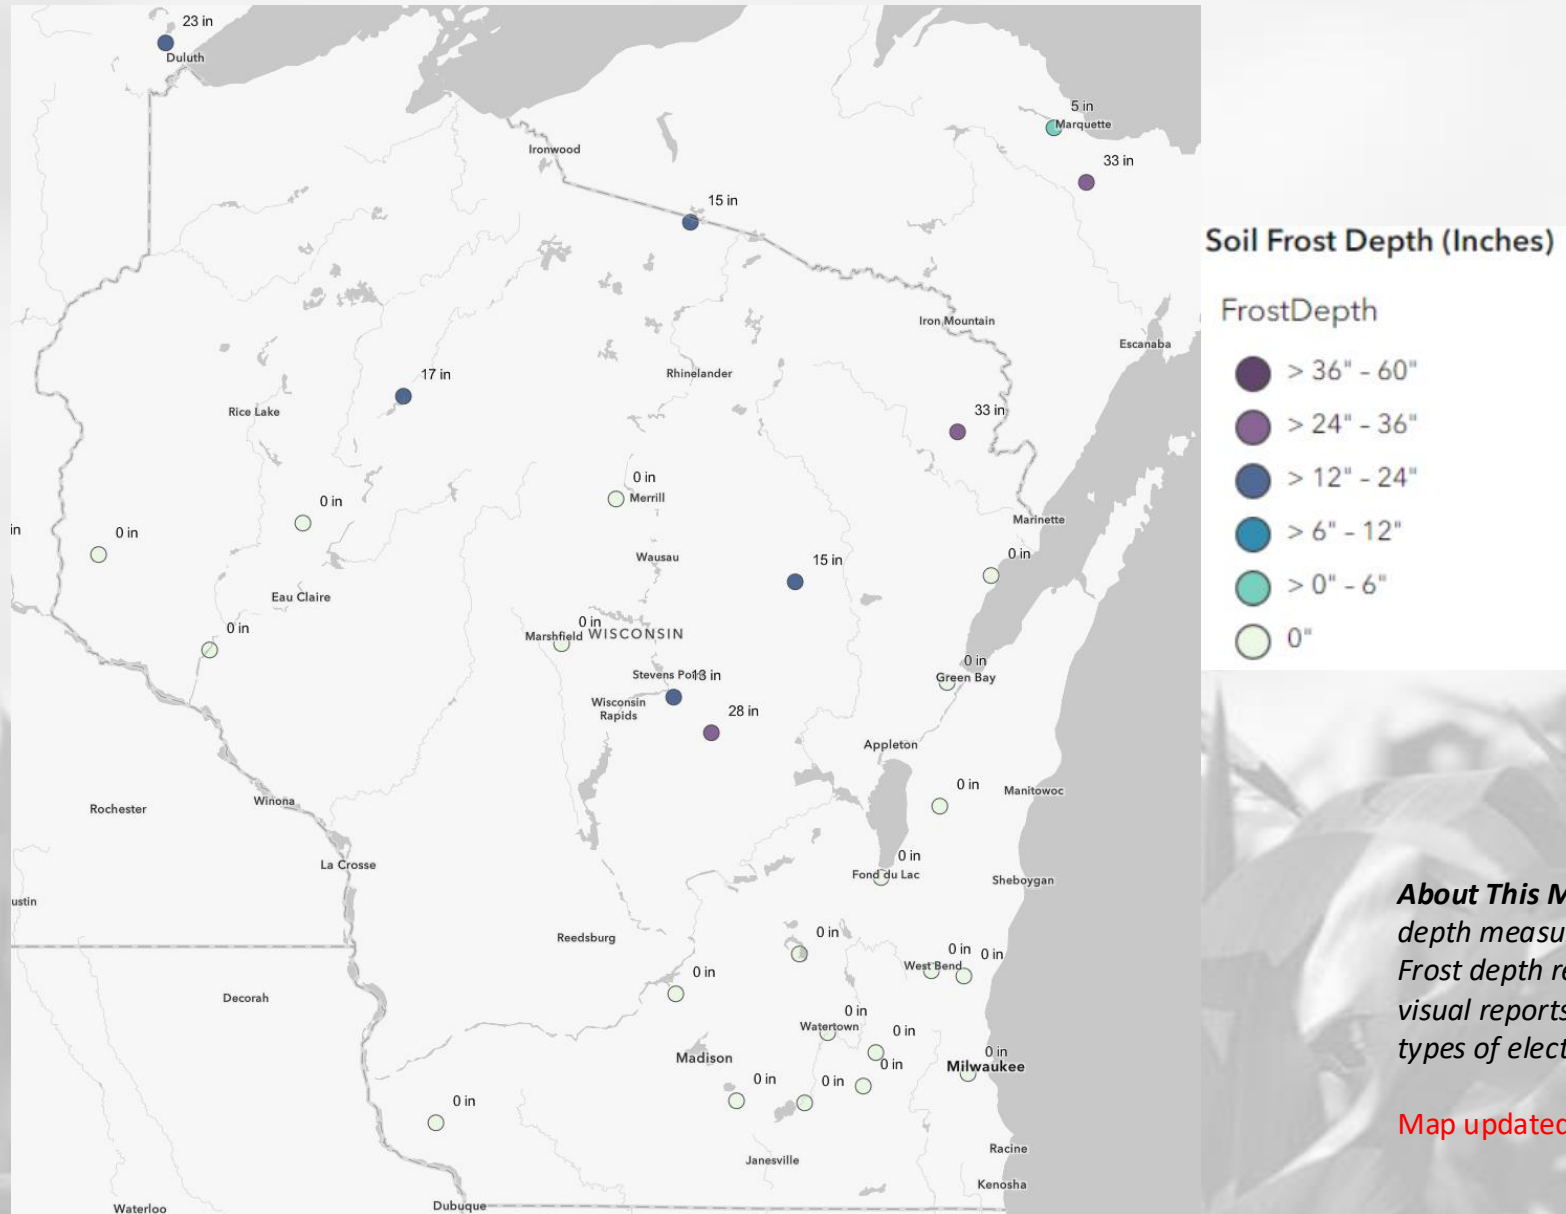 23 in
Duluth
5 in
Marquette
Ironwood
33 in
15 in
Iron Mountain
Escanaba
17 in
Rhinelander
Rice Lake
33 in
0 in
Merrill
0 in
Marinette
in
0 in
0 in
Wausau
15 in
Eau Claire
0 in
0 in
Marshfield WISCONSIN
0 in
Green Bay
Stevens Point 13 in
Wisconsin
Rapids
28 in
Appleton
0 in
Manitowoc
Rochester
Winona
0 in
La Crosse
Fond du Lac
Sheboygan
ustin
0 in
Reedsburg
0 in 0 in
West Bend
0 in
Decorah
0 in
Watertown
0 in
Madison
0 in
0 in
Milwaukee
0 in
0 in
0 in
Racine
Janesville
Kenosha
Dubuque
Waterloo
Soil Frost Depth (Inches)
FrostDepth
> 36" - 60"
> 24" - 36"
> 12" - 24"
> 6" - 12"
> 0" - 6"
0"
About This M
depth measu
Frost depth re
visual reports
types of elect
Map updated